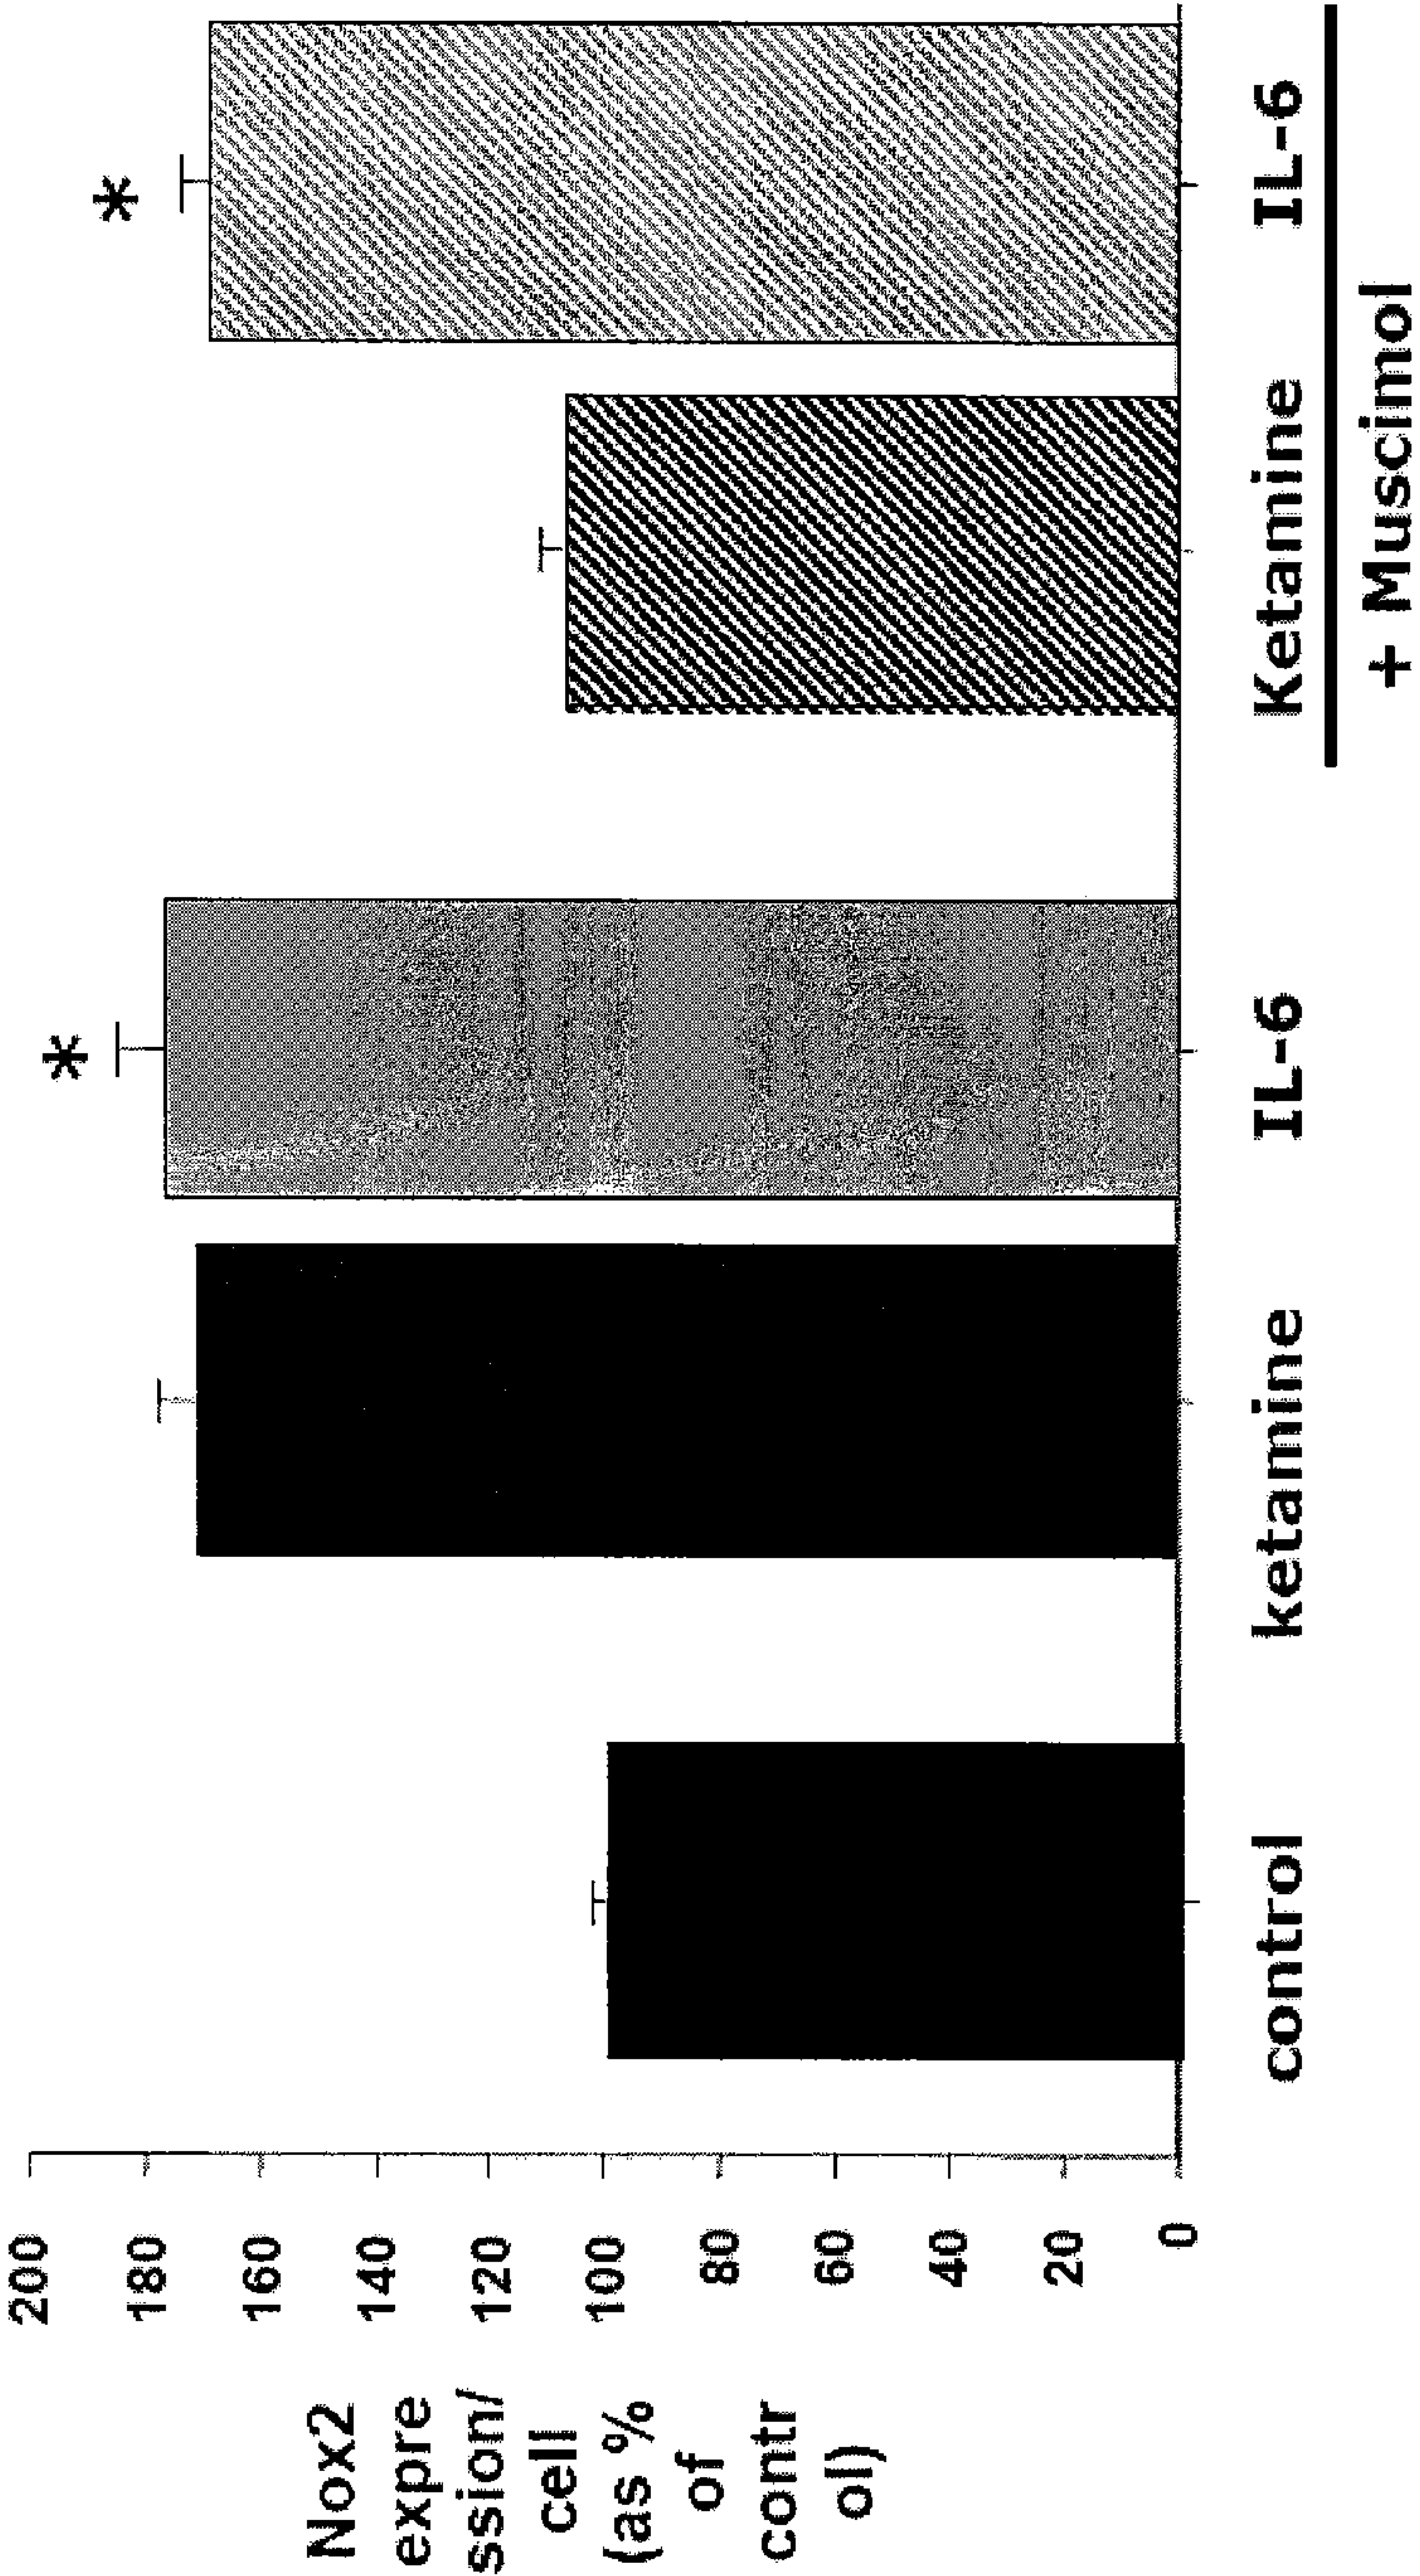 Nox2
expre
ssion/
cell
(as %
of
contr
ol)
200
180
160
140
120
100
80
60
40
20
0
*
*
control
ketamine
IL-6
Ketamine
IL-6
+ Muscimol